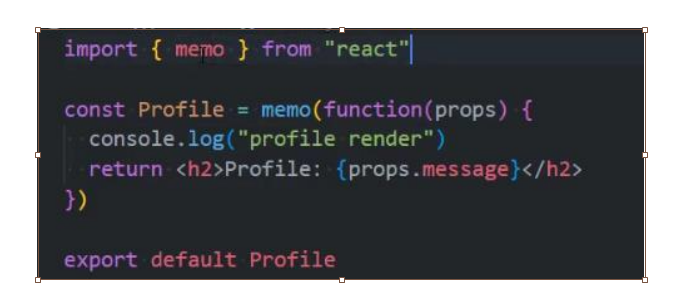 import { memo } from "react"
const Profile = memo(function(props) {
console.log("profile render")
return <h2>Profile: {props.message}</h2>
})
export default Profile